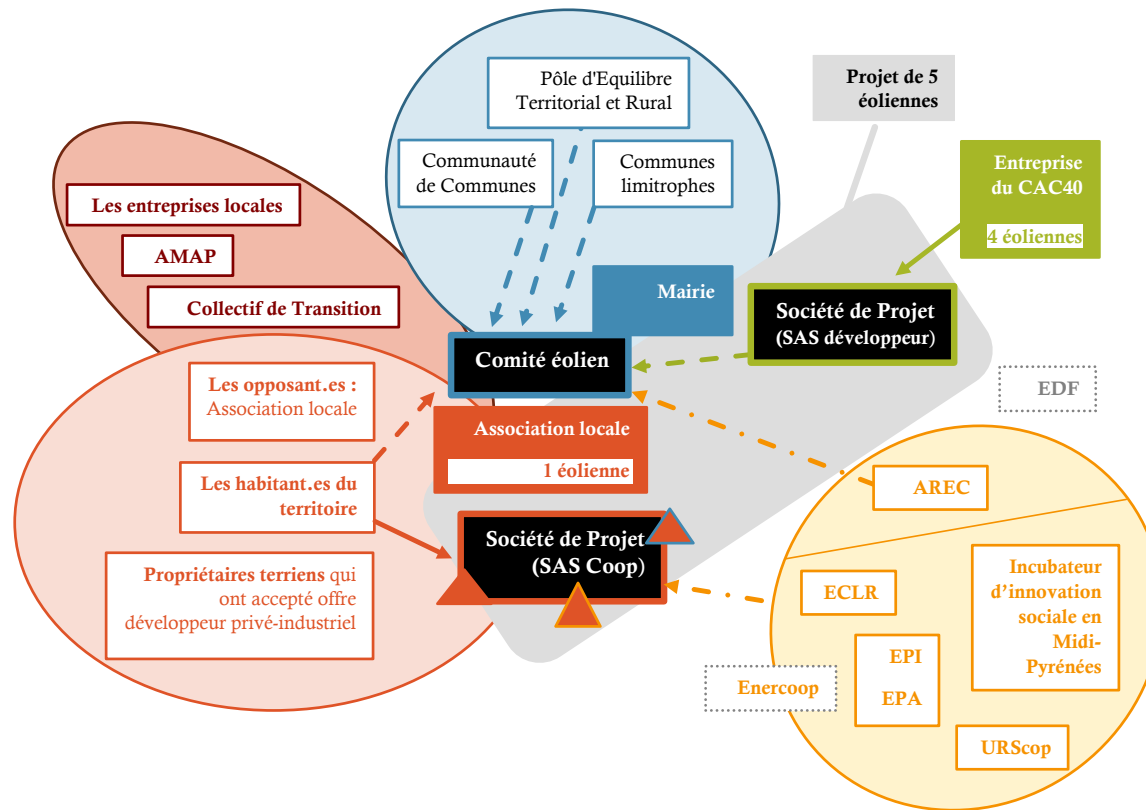 Pôle d'Equilibre
Territorial et Rural
Communauté
de Communes
Communes
limitrophes
Projet de 5
éoliennes
Entreprise
du CAC40
4 éoliennes
Les entreprises locales
AMAP
Collectif de Transition
Mairie
Société de Projet
(SAS développeur)
Comité éolien
Les opposant.es :
Association locale
Association locale
1 éolienne
EDF
Les habitant.es du
territoire
AREC
Société de Projet
(SAS Coop)
Propriétaires terriens qui
ont accepté offre
développeur privé-industriel
ECLR
Incubateur
d’innovation
sociale en
Midi-
Pyrénées
EPI
EPA
Enercoop
URScop